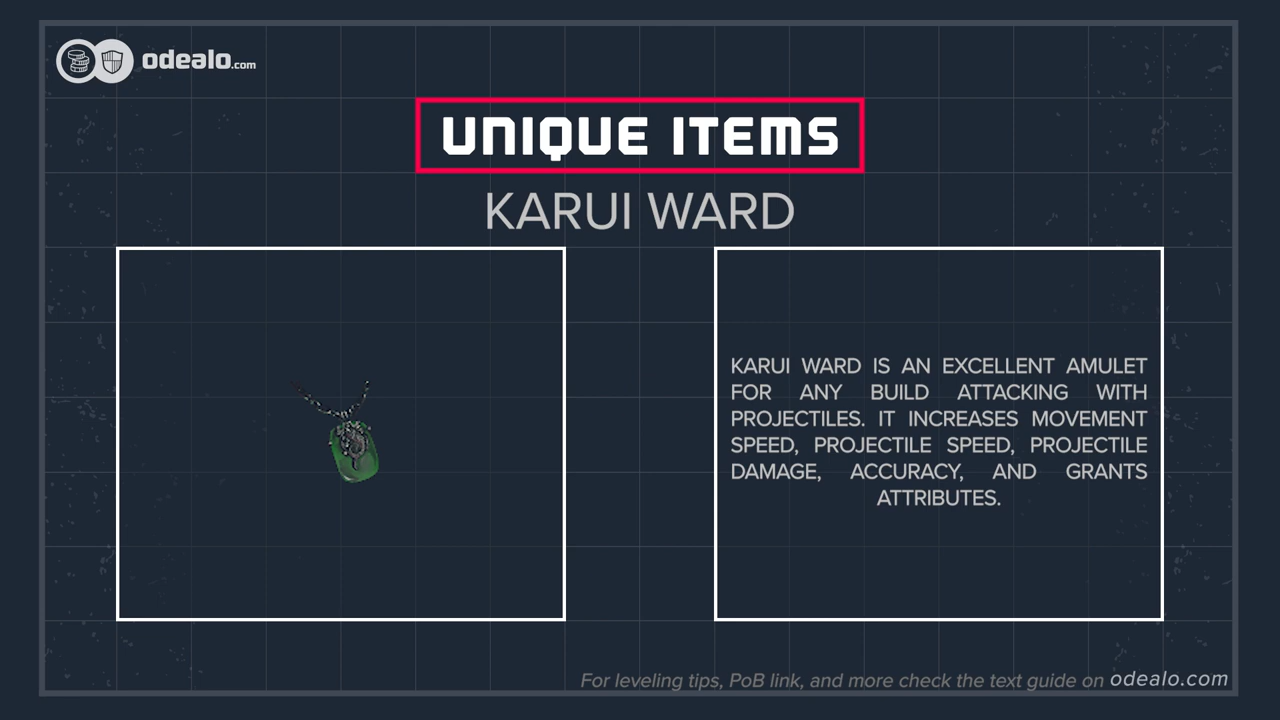 odealo.com
UNIQUE ITEMS
KARUI WARD
KARUI WARD IS AN EXCELLENT AMULET
FOR ANY BUILD ATTACKING WITH
PROJECTILES. IT INCREASES MOVEMENT
SPEED, PROJECTILE SPEED, PROJECTILE
DAMAGE, ACCURACY, AND GRANTS
ATTRIBUTES.
For leveling tips, PoB link, and more check the text guide on odealo.com